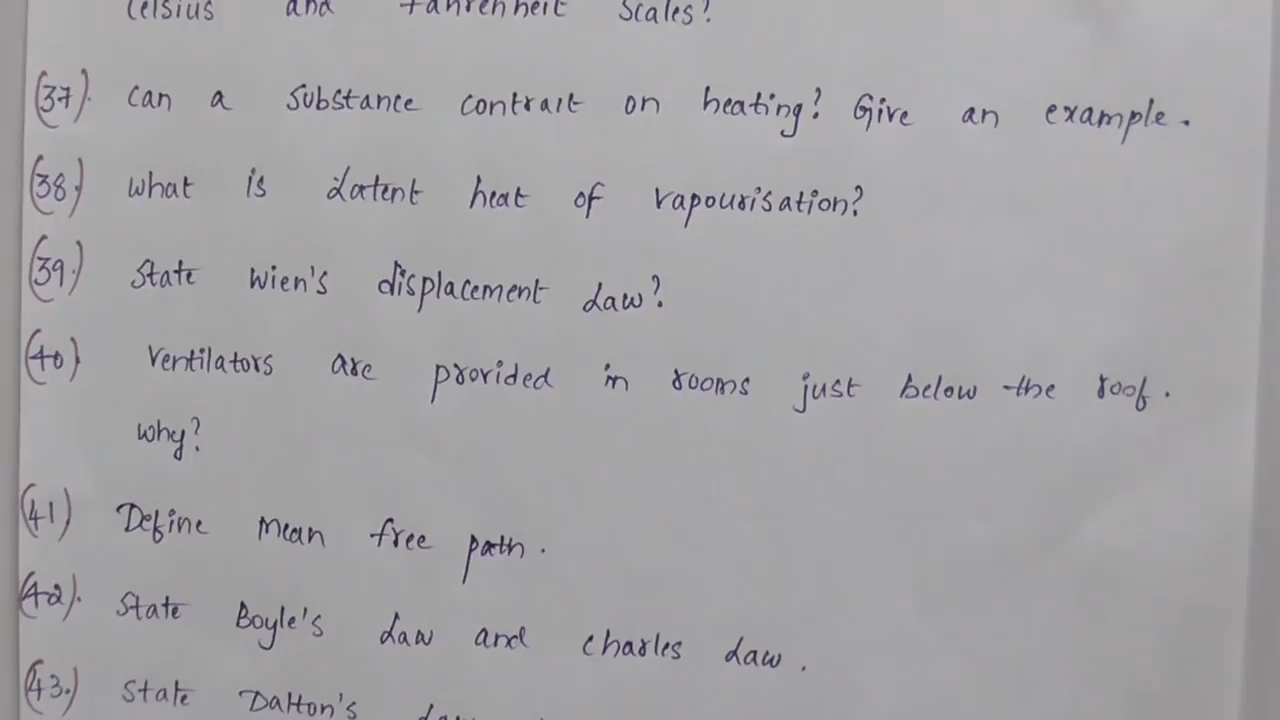 Celsius and Fahrenheit Scales?
(37). Can a substance contrait on heating? Give an example.
(38.) What is Latent heat of vapourisation?
(39.) State Wien's displacement Law?
(40) Ventilators are provided in rooms just below the roof.
Why?
(41) Define Mean free path.
(42). State Boyle's Law and Charles Law.
(43.) State Dalton's